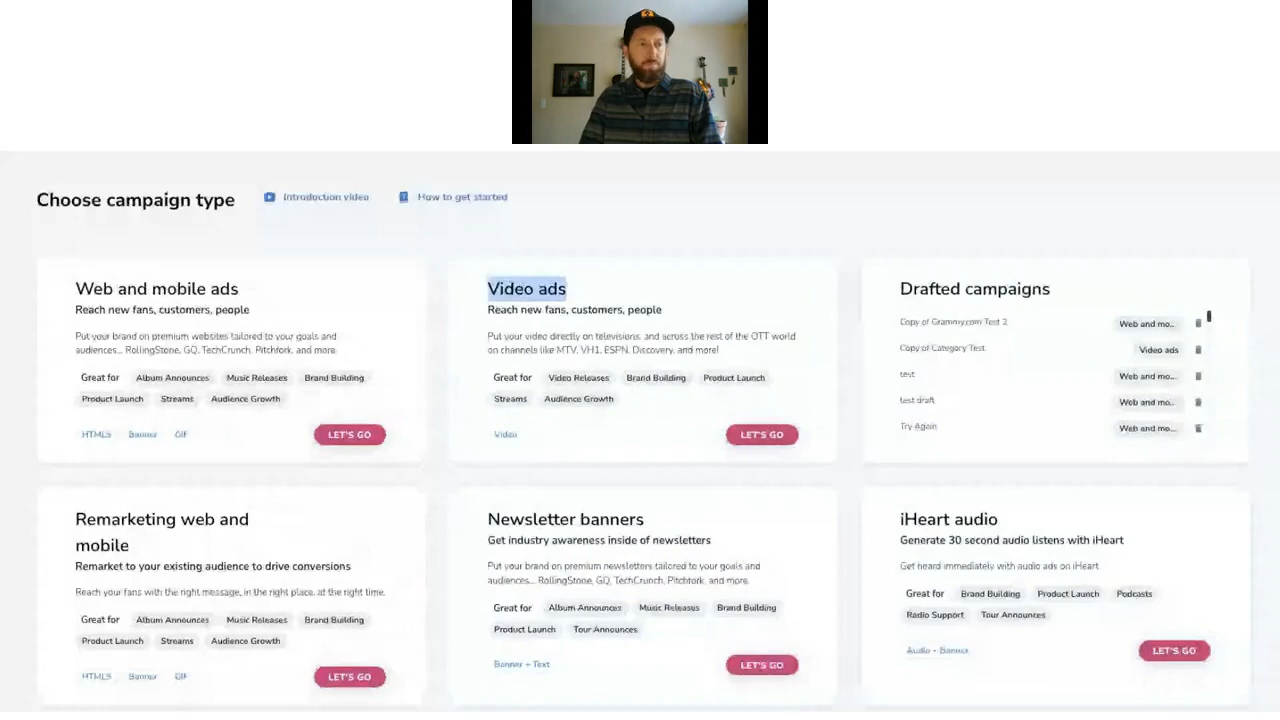 Choose campaign type
Introduction video
How to get started
Web and mobile ads
Reach new fans, customers, people
Put your brand on premium websites tailored to your goals and
audiences... RollingStone, GQ, TechCrunch, Pitchfork, and more.
Great for Album Announces Music Releases Brand Building
Product Launch Streams Audience Growth
HTML5 Banner Gif LET'S GO
Video ads
Reach new fans, customers, people
Put your video directly on televisions, and across the rest of the OTT world
on channels like MTV, VH1, ESPN, Discovery, and more!
Great for Video Releases Brand Building Product Launch
Streams Audience Growth
Video LET'S GO
Drafted campaigns
Copy of Grammy.com Test 2 Web and mo...
Copy of Category Test Video ads
test Web and mo...
test draft Web and mo...
Try Again Web and mo...
Remarketing web and
mobile
Remarket to your existing audience to drive conversions
Reach your fans with the right message, in the right place, at the right time.
Great for Album Announces Music Releases Brand Building
Product Launch Streams Audience Growth
HTML5 Banner Gif LET'S GO
Newsletter banners
Get industry awareness inside of newsletters
Put your brand on premium newsletters tailored to your goals and
audiences... RollingStone, GQ, TechCrunch, Pitchfork, and more.
Great for Album Announces Music Releases Brand Building
Product Launch Tour Announces
Banner + Text LET'S GO
iHeart audio
Generate 30 second audio listens with iHeart
Get heard immediately with audio ads on iHeart
Great for Brand Building Product Launch Podcasts
Radio Support Tour Announces
Audio + Banner LET'S GO